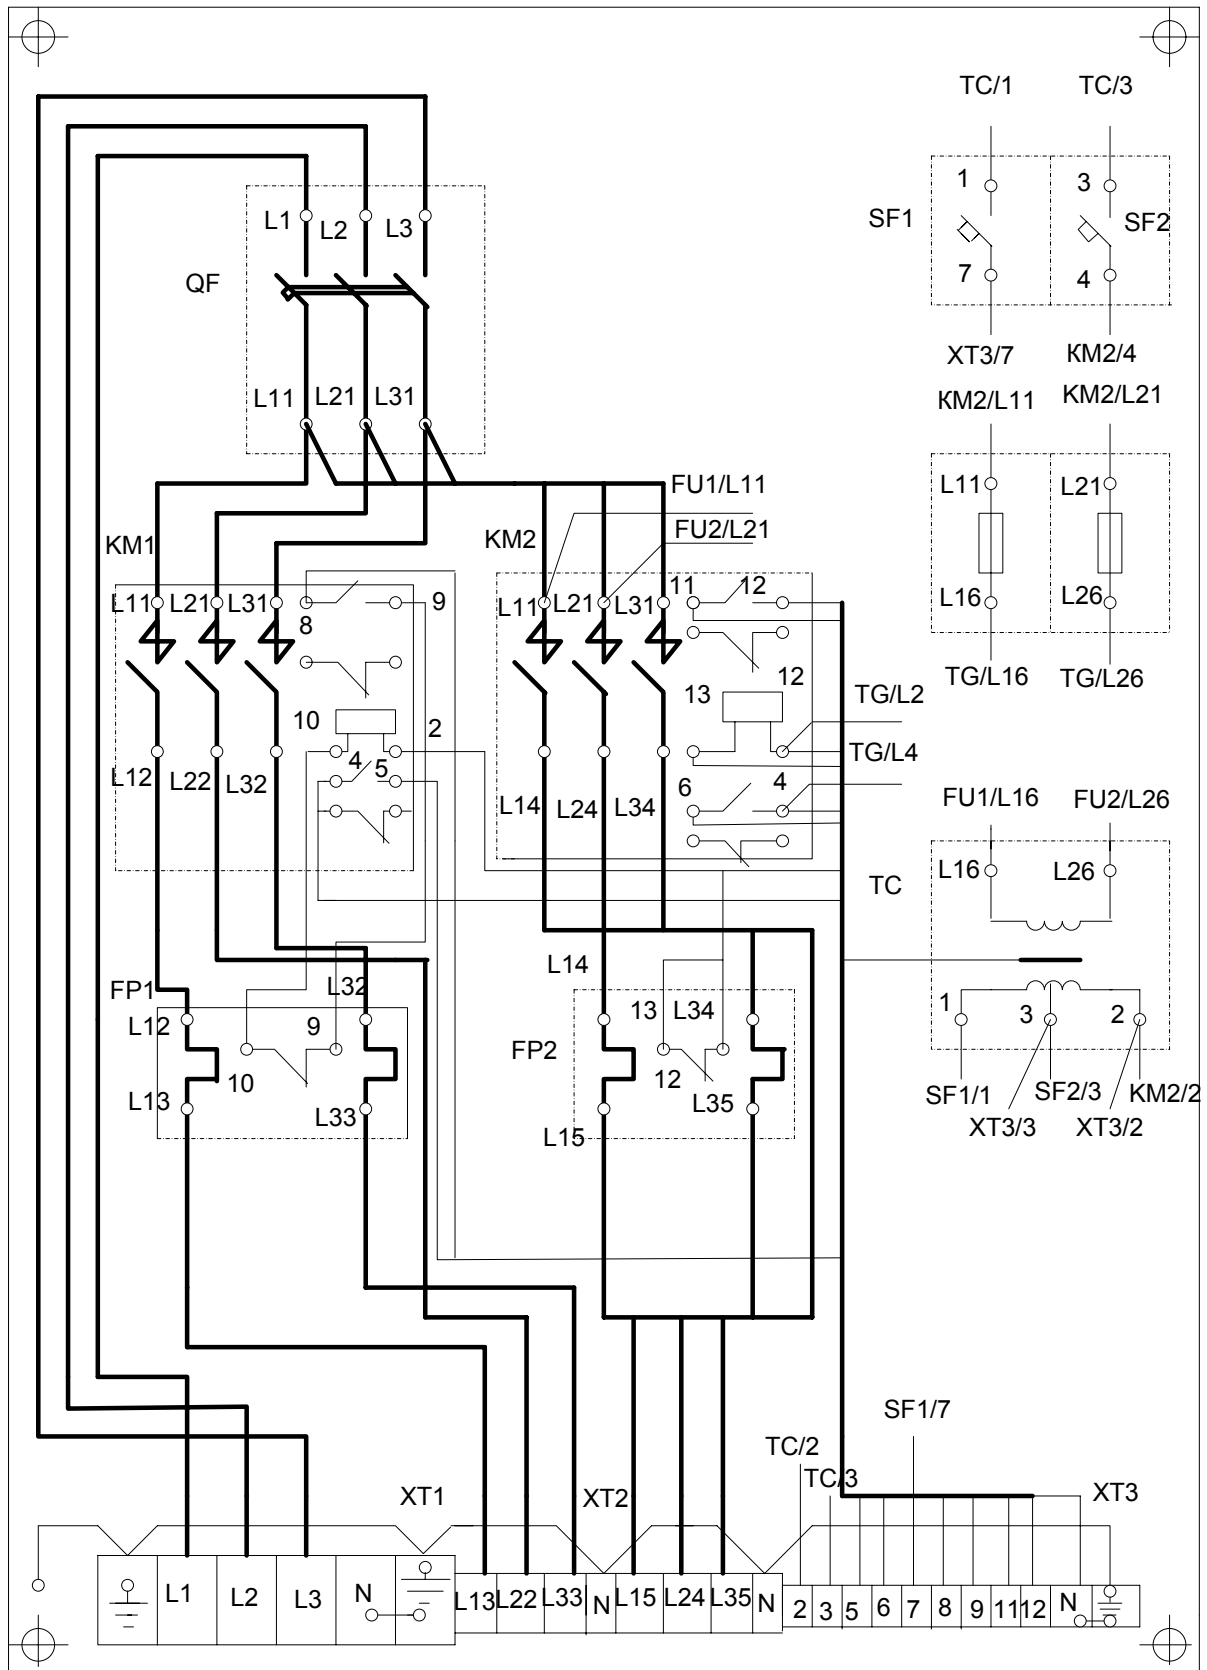 TC/1 TC/3
1 3
SF1 SF2
7 4
XT3/7 KM2/4
KM2/L11 KM2/L21
L1 L2 L3
QF
L11 L21 L31
FU1/L11
FU2/L21
L11 L21
L16 L26
TG/L16 TG/L26
KM1 KM2
L11 L21 L31 9
8
10 2
4 5
L12 L22 L32
L11 L21 L31 11 12
12
13
TG/L2
TG/L4
6 4
L14 L24 L34
FU1/L16 FU2/L26
L16 L26
TC
1 3 2
SF1/1 SF2/3 KM2/2
XT3/3 XT3/2
FP1 L32
L12 9
10
L13 L33
L14
13 L34
FP2
12
L35
L15
SF1/7
TC/2
TC/3
XT1 XT2 XT3
L1 L2 L3 N L13 L22 L33 N L15 L24 L35 N 2 3 5 6 7 8 9 11 12 N